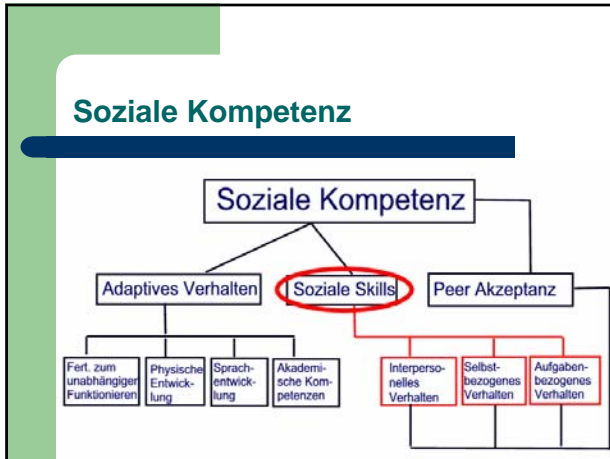 Soziale Kompetenz
Soziale Kompetenz
Adaptives Verhalten
Soziale Skills
Peer Akzeptanz
Fert. zum
unabhängiger
Funktionieren
Physische
Entwick-
lung
Sprach-
entwick-
lung
Akademi-
sche Kom-
petenzen
Interperso-
nelles
Verhalten
Selbst-
bezogenes
Verhalten
Aufgaben-
bezogenes
Verhalten